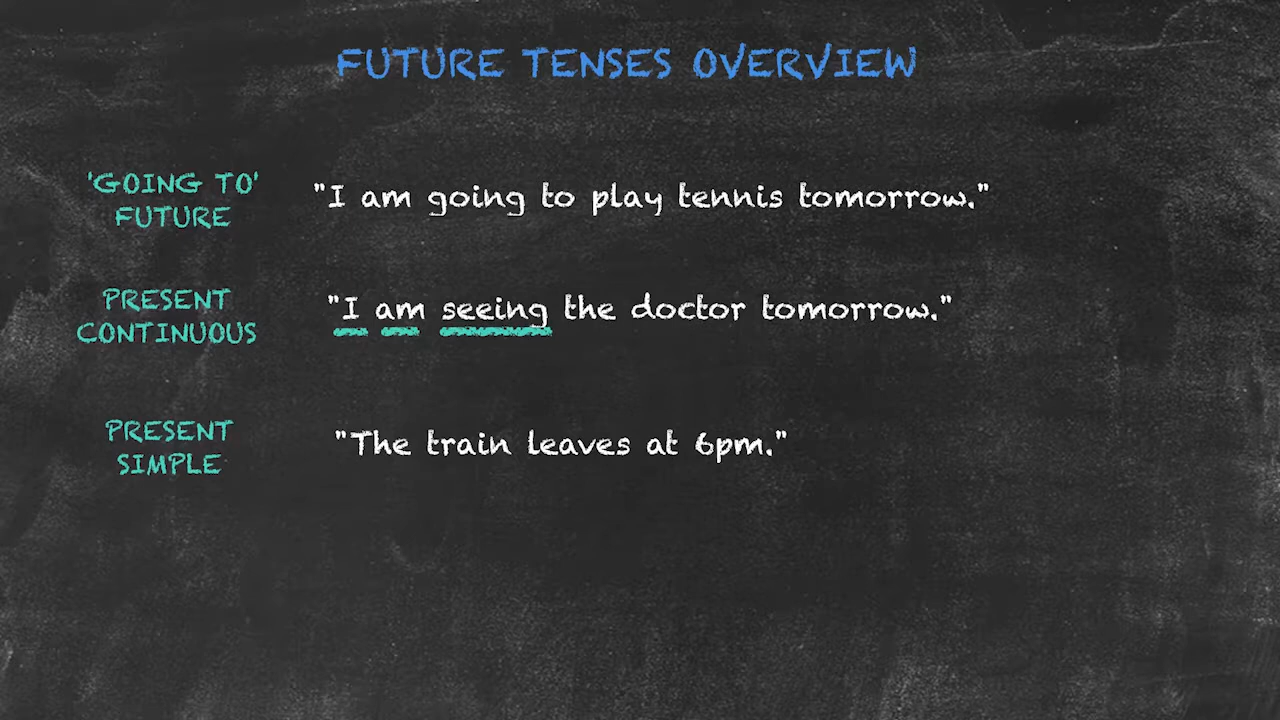 FUTURE TENSES OVERVIEW
'GOING TO'
FUTURE
"I am going to play tennis tomorrow."
PRESENT
CONTINUOUS
"I am seeing the doctor tomorrow."
PRESENT
SIMPLE
"The train leaves at 6pm."